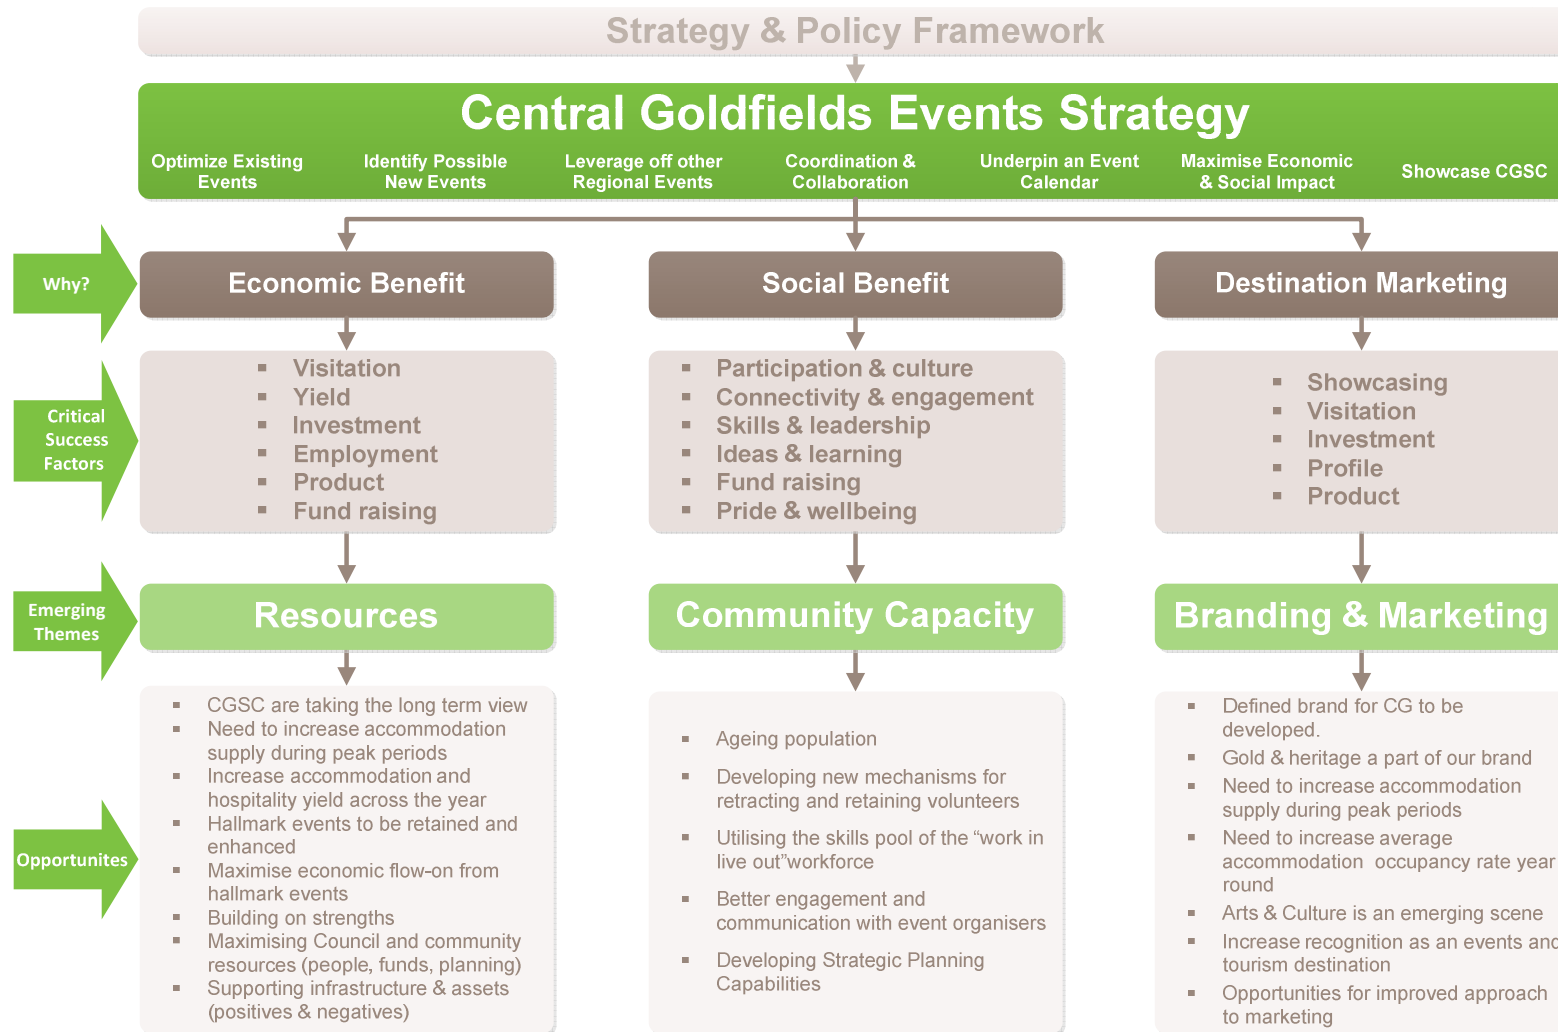 Strategy & Policy Framework
Central Goldfields Events Strategy
Optimize Existing
Events
Identify Possible
New Events
Leverage off other
Regional Events
Coordination &
Collaboration
Underpin an Event
Calendar
Maximise Economic
& Social Impact
Showcase CGSC
Why?
Economic Benefit
Social Benefit
Destination Marketing
Critical
Success
Factors
▪ Visitation
▪ Yield
▪ Investment
▪ Employment
▪ Product
▪ Fund raising
▪ Participation & culture
▪ Connectivity & engagement
▪ Skills & leadership
▪ Ideas & learning
▪ Fund raising
▪ Pride & wellbeing
▪ Showcasing
▪ Visitation
▪ Investment
▪ Profile
▪ Product
Emerging
Themes
Resources
Community Capacity
Branding & Marketing
Opportunites
▪ CGSC are taking the long term view
▪ Need to increase accommodation
supply during peak periods
▪ Increase accommodation and
hospitality yield across the year
▪ Hallmark events to be retained and
enhanced
▪ Maximise economic flow-on from
hallmark events
▪ Building on strengths
▪ Maximising Council and community
resources (people, funds, planning)
▪ Supporting infrastructure & assets
(positives & negatives)
▪ Ageing population
▪ Developing new mechanisms for
retracting and retaining volunteers
▪ Utilising the skills pool of the “work in
live out”workforce
▪ Better engagement and
communication with event organisers
▪ Developing Strategic Planning
Capabilities
▪ Defined brand for CG to be
developed.
▪ Gold & heritage a part of our brand
▪ Need to increase accommodation
supply during peak periods
▪ Need to increase average
accommodation occupancy rate year
round
▪ Arts & Culture is an emerging scene
▪ Increase recognition as an events and
tourism destination
▪ Opportunities for improved approach
to marketing